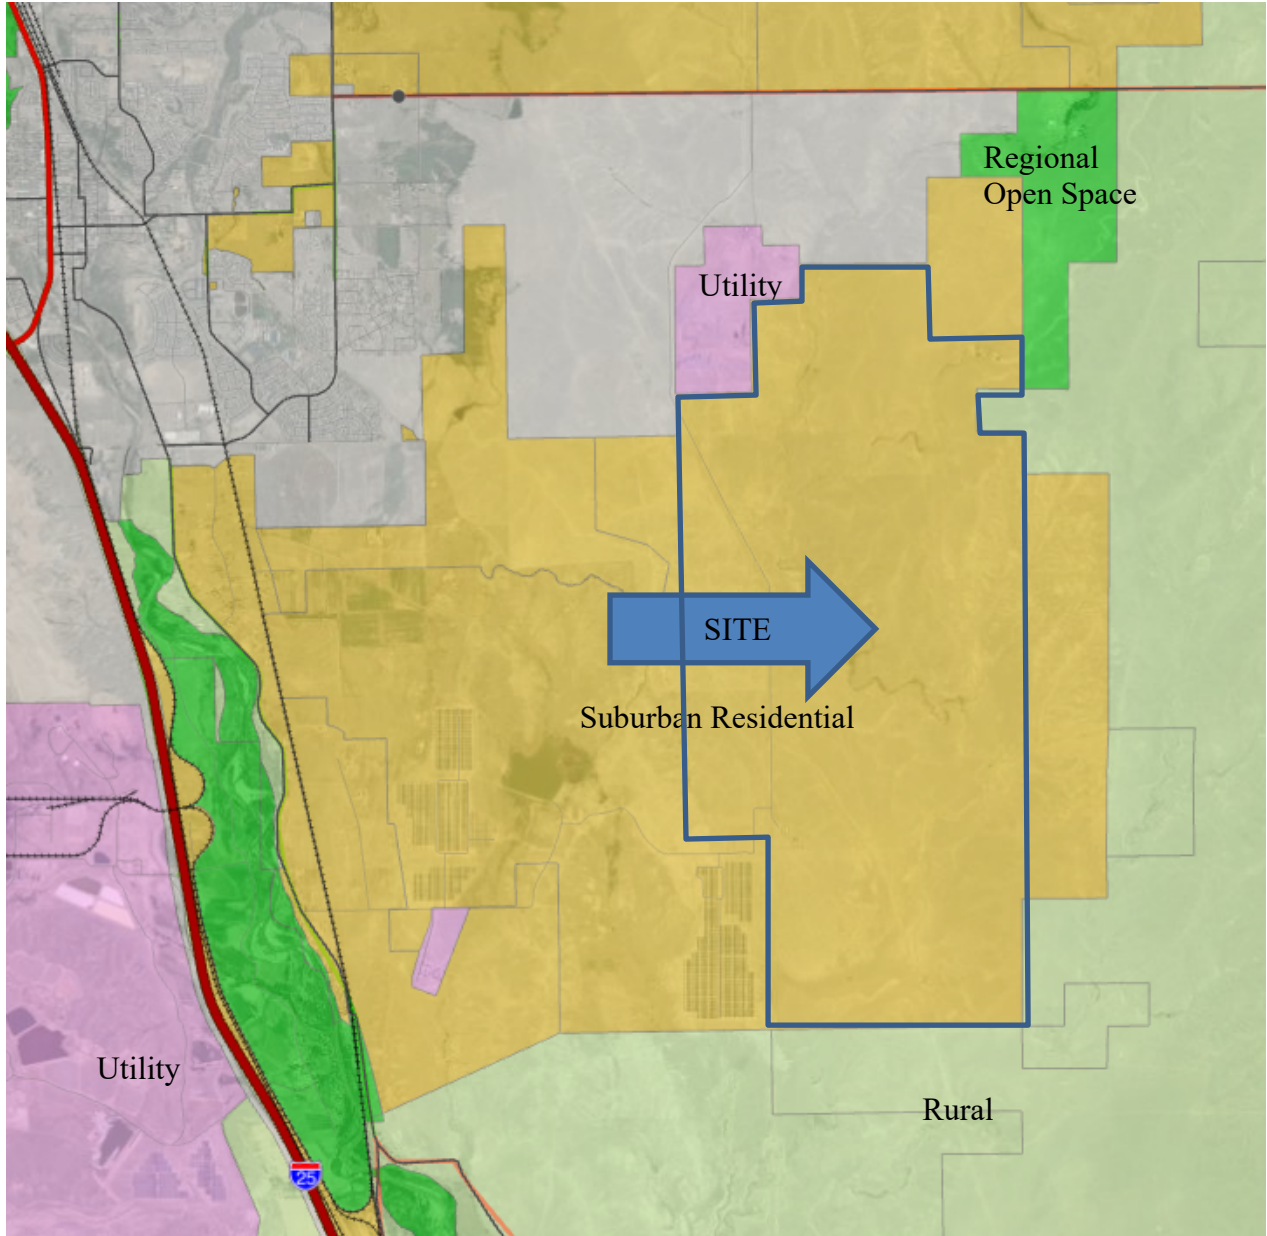 Regional
Open Space
Utility
SITE
Suburban Residential
Utility
Rural
25